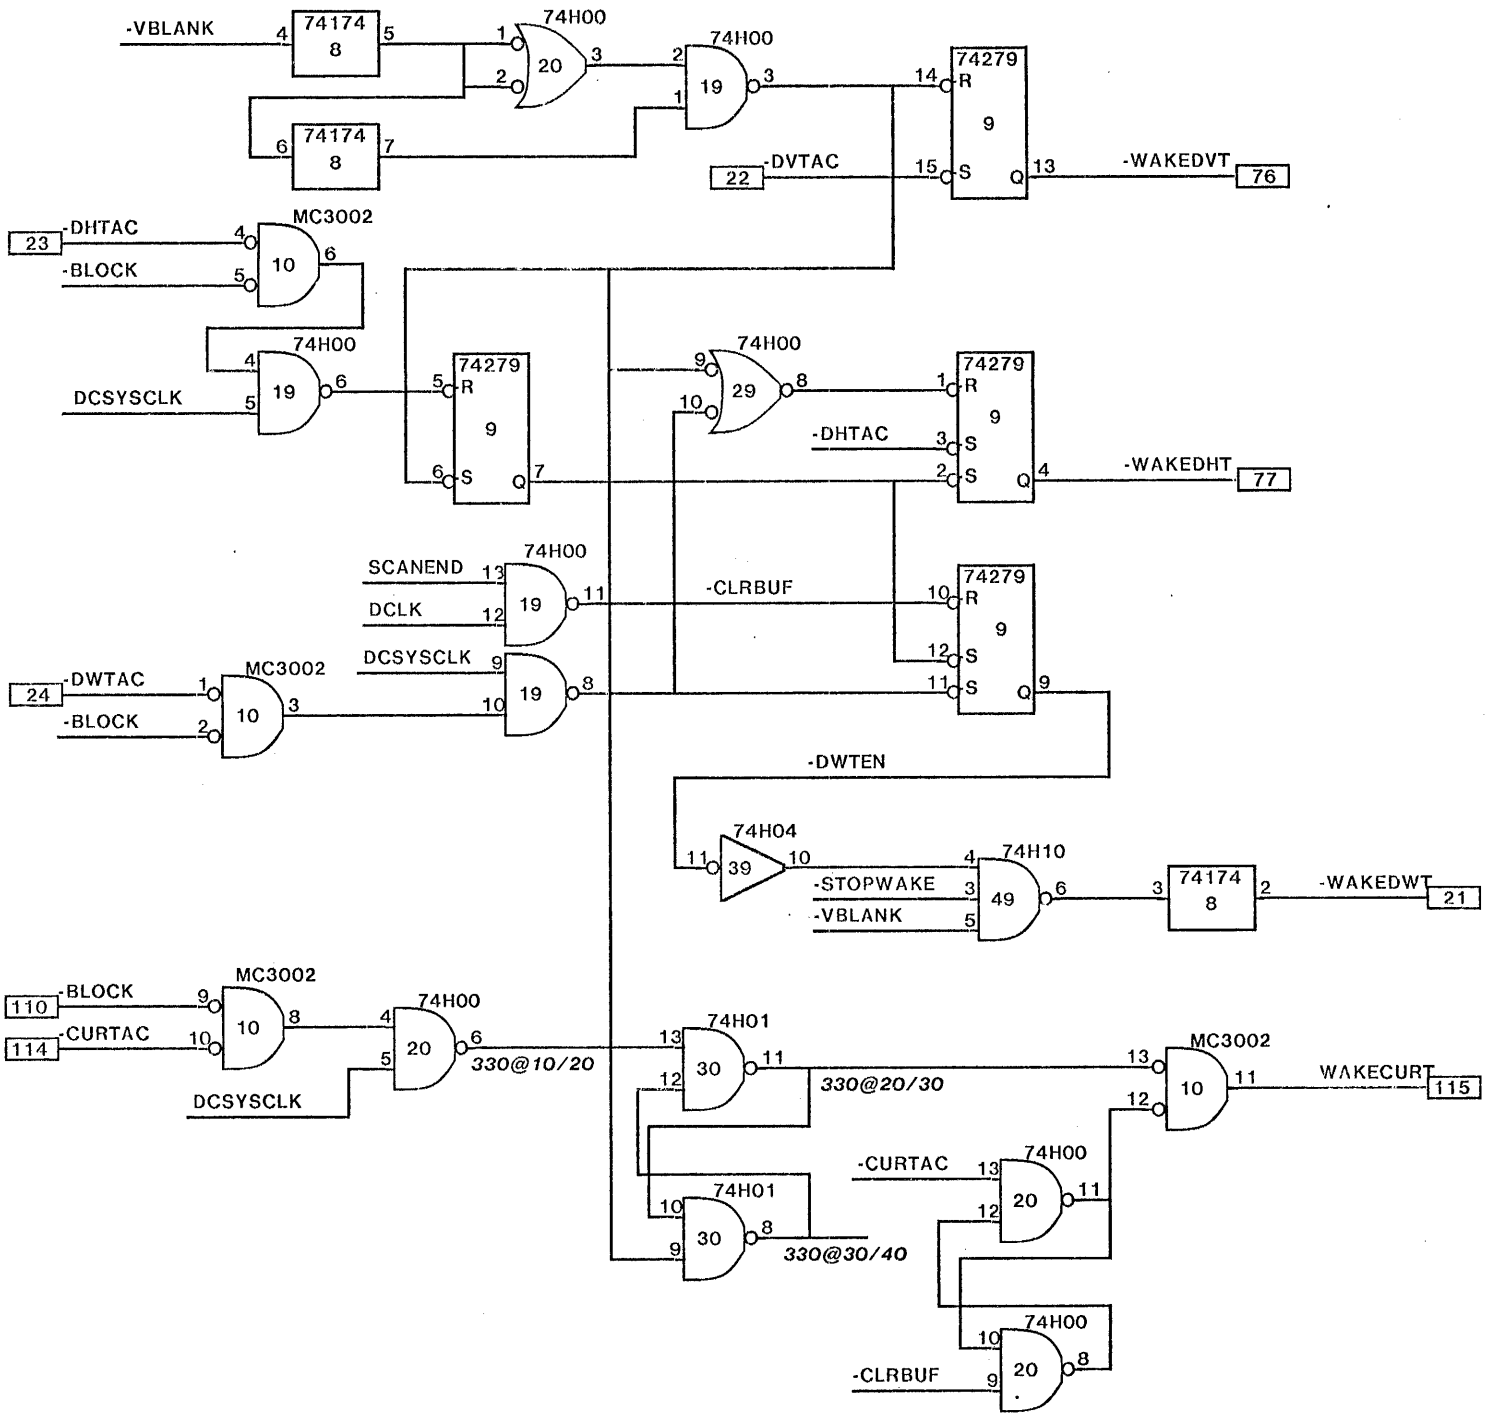 74H00
-VBLANK 4 74174 8 5 1 2 20 3
74H00
2 1 19 3
74279
14 R 9
15 S Q 13
22 -DVTAC
-WAKEDVT 76
6 74174 8 7
MC3002
23 -DHTAC 4
-BLOCK 5 10 6
74H00
4 19 6
DCSYSCLK 5
74279
5 R 9
6 S Q 7
74H00
9 10 29 8
74279
1 R 9
-DHTAC 3 S
2 S Q 4
-WAKEDHT 77
74H00
SCANEND 13
DCLK 12 19 11
-CLRBUF
74279
10 R 9
12 S
11 S Q 9
DCSYSCLK 9
10 19 8
MC3002
24 -DWTAC 1
-BLOCK 2 10 3
-DWTEN
74H04
11 39 10
74H10
4
-STOPWAKE 3 49 6
-VBLANK 5
3 74174 8 2
-WAKEDWT 21
MC3002
110 -BLOCK 9
114 -CURTAC 10 10 8
74H00
4 20 6
5
DCSYSCLK
330@10/20
74H01
13 12 30 11
330@20/30
MC3002
13 12 10 11
WAKECURT 115
74H01
10 9 30 8
330@30/40
74H00
-CURTAC 13
12 20 11
74H00
10 20 8
-CLRBUF 9